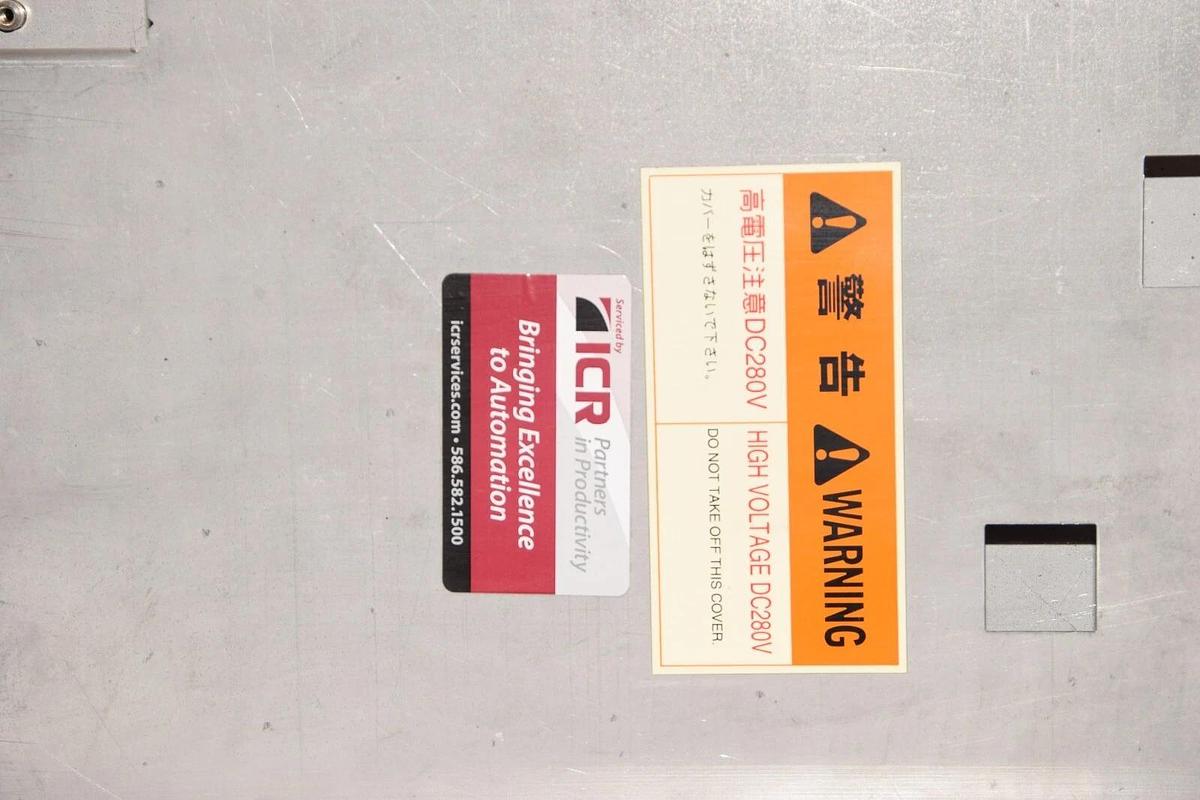 警告
WARNING
高電圧注意DC280V
カバーをはずさないで下さい。
HIGH VOLTAGE DC280V
DO NOT TAKE OFF THIS COVER.
Serviced by
ICR
Partners
in Productivity
Bringing Excellence
to Automation
icrservices.com • 586.582.1500